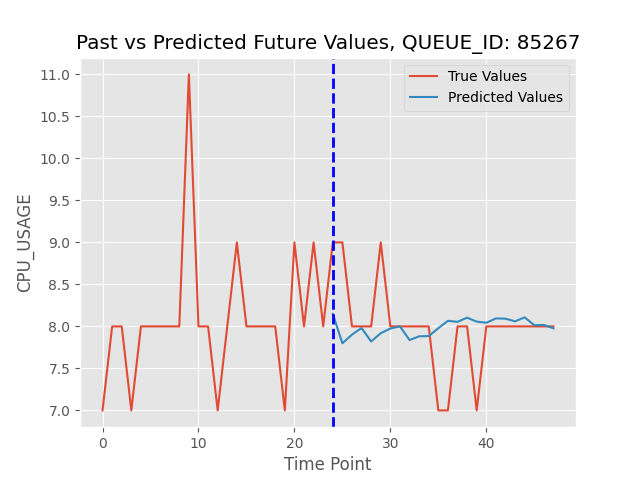 Past vs Predicted Future Values, QUEUE_ID: 85267
True Values
Predicted Values
CPU_USAGE
11.0
10.5
10.0
9.5
9.0
8.5
8.0
7.5
7.0
0 10 20 30 40
Time Point